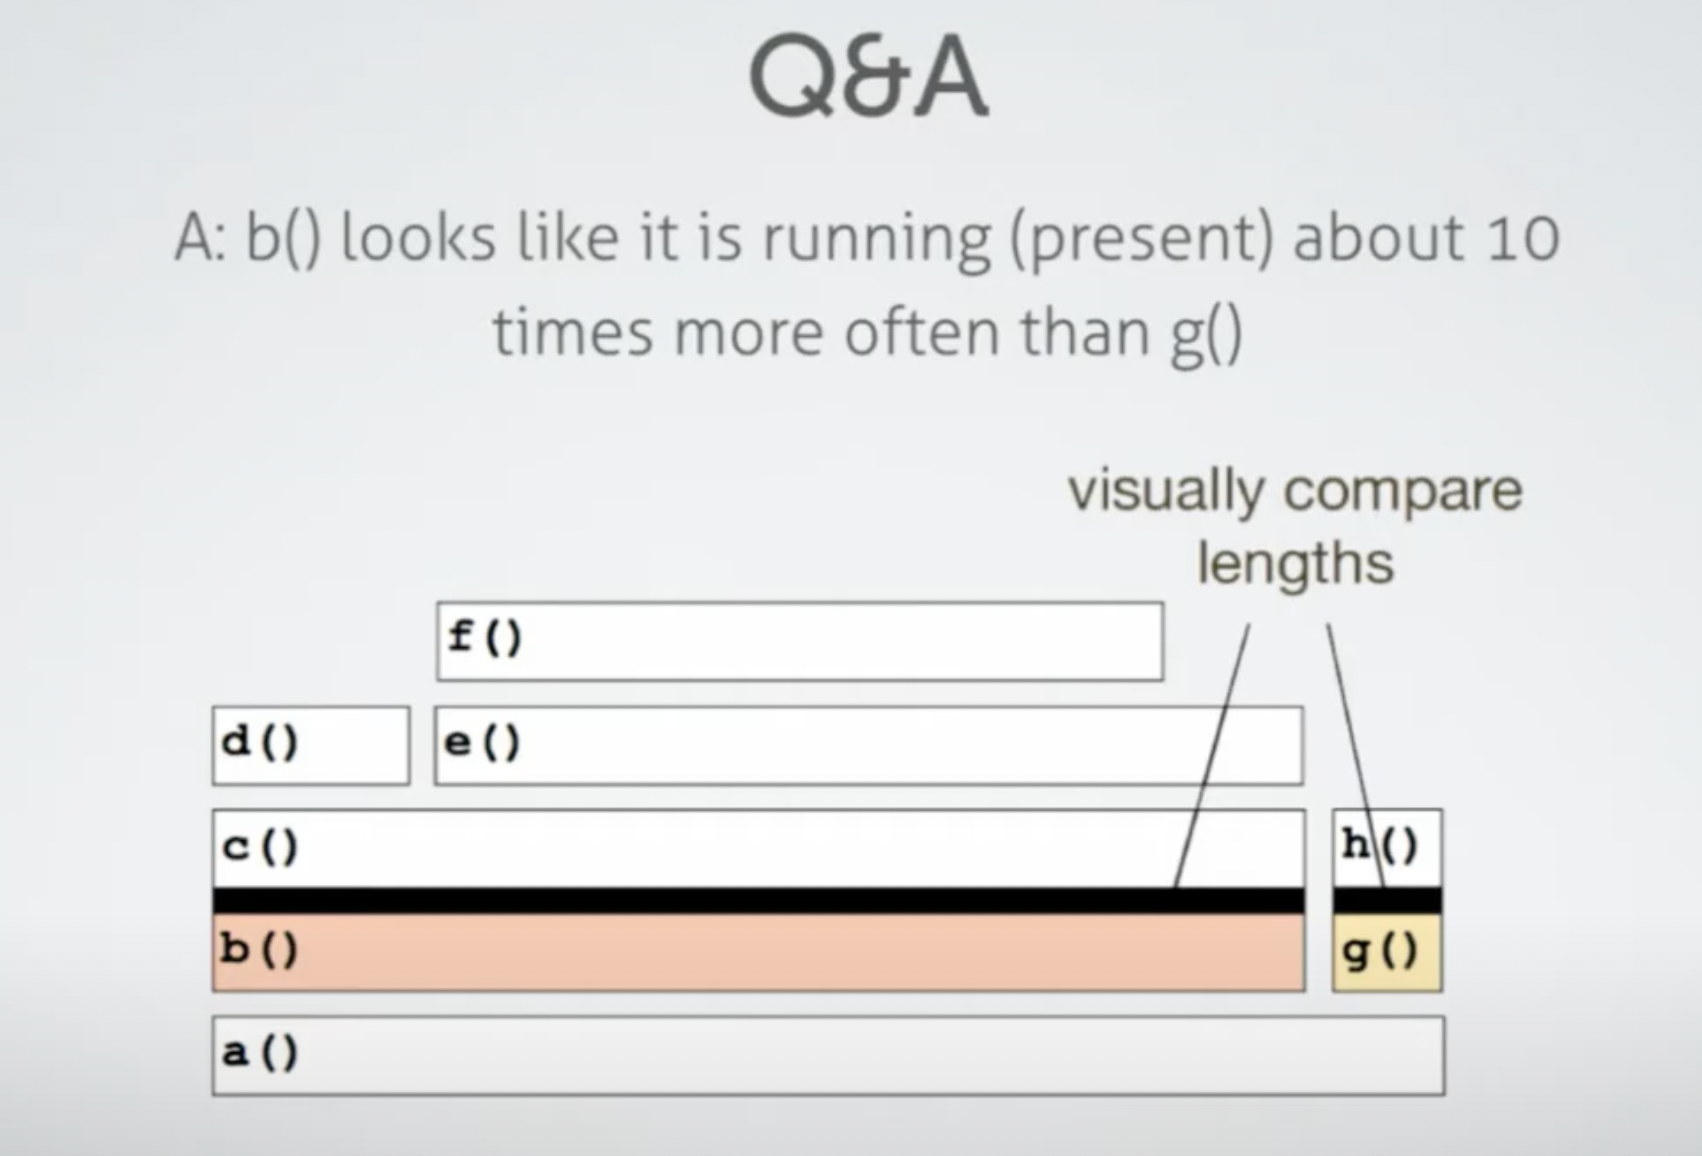 Q&A
A: b() looks like it is running (present) about 10
times more often than g()
visually compare
lengths
f()
d() e()
c() h()
b() g()
a()